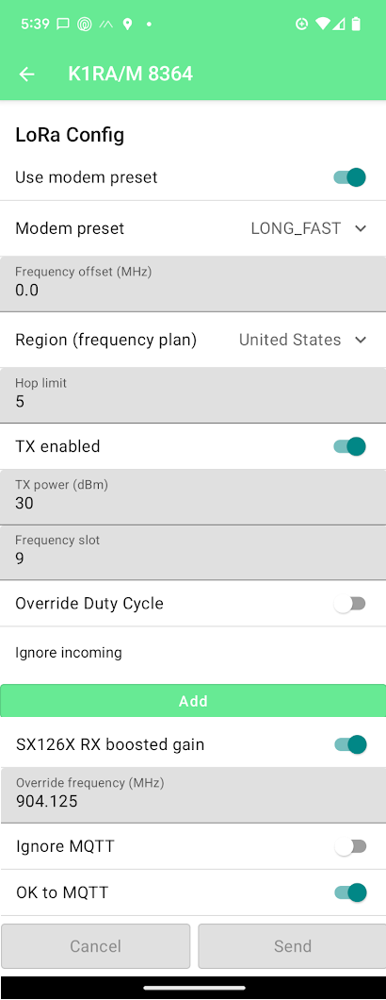 5:39
K1RA/M 8364
LoRa Config
Use modem preset
Modem preset LONG_FAST
Frequency offset (MHz)
0.0
Region (frequency plan) United States
Hop limit
5
TX enabled
TX power (dBm)
30
Frequency slot
9
Override Duty Cycle
Ignore incoming
Add
SX126X RX boosted gain
Override frequency (MHz)
904.125
Ignore MQTT
OK to MQTT
Cancel Send